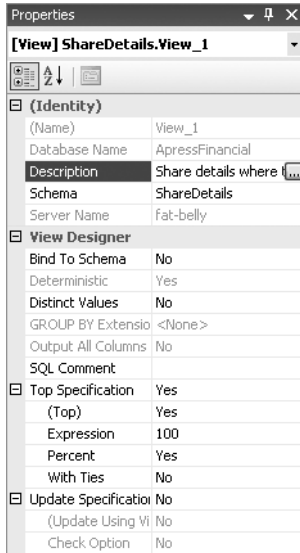 Properties
[View] ShareDetails.View_1
(Identity)
(Name) View_1
Database Name ApressFinancial
Description Share details where t...
Schema ShareDetails
Server Name fat-belly
View Designer
Bind To Schema No
Deterministic Yes
Distinct Values No
GROUP BY Extensio <None>
Output All Columns No
SQL Comment
Top Specification Yes
(Top) Yes
Expression 100
Percent Yes
With Ties No
Update Specification No
(Update Using Vi No
Check Option No